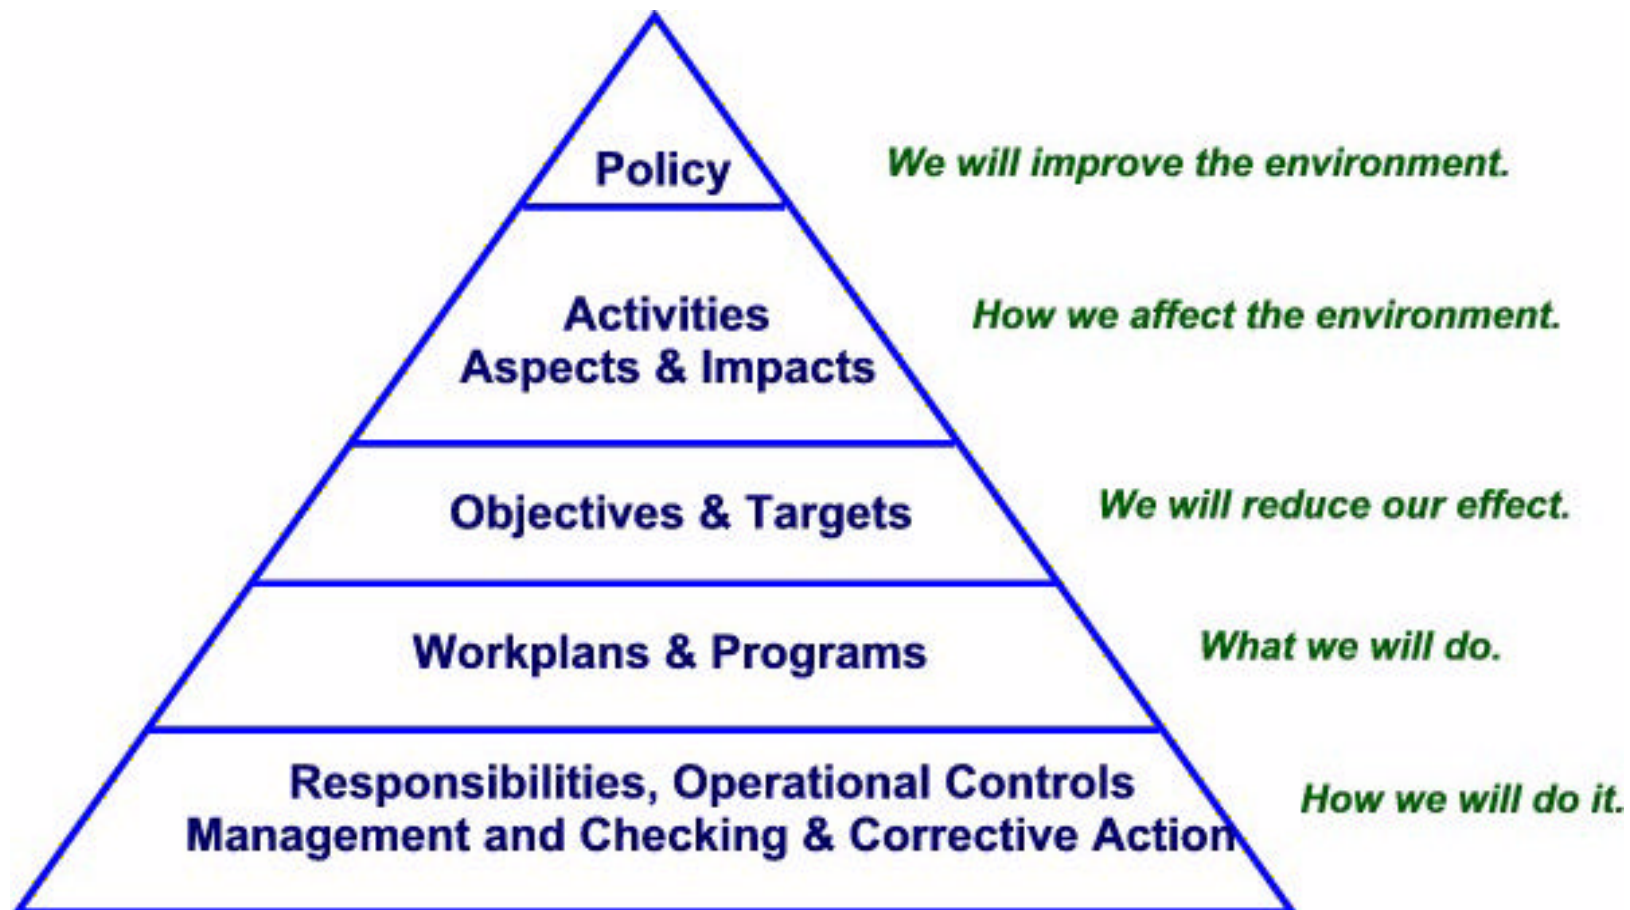 Policy
We will improve the environment.
Activities
Aspects & Impacts
How we affect the environment.
Objectives & Targets
We will reduce our effect.
Workplans & Programs
What we will do.
Responsibilities, Operational Controls
Management and Checking & Corrective Action
How we will do it.